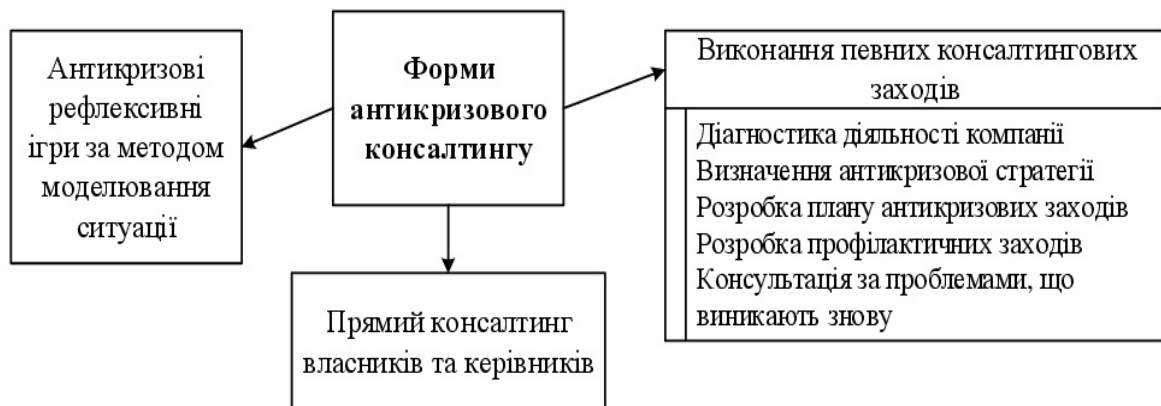 Антикризові
рефлексивні
ігри за методом
моделювання
ситуації
Форми
антикризового
консалтингу
Прямий консалтинг
власників та керівників
Виконання певних консалтингових
заходів
Діагностика діяльності компанії
Визначення антикризової стратегії
Розробка плану антикризових заходів
Розробка профілактичних заходів
Консультація за проблемами, що
виникають знову